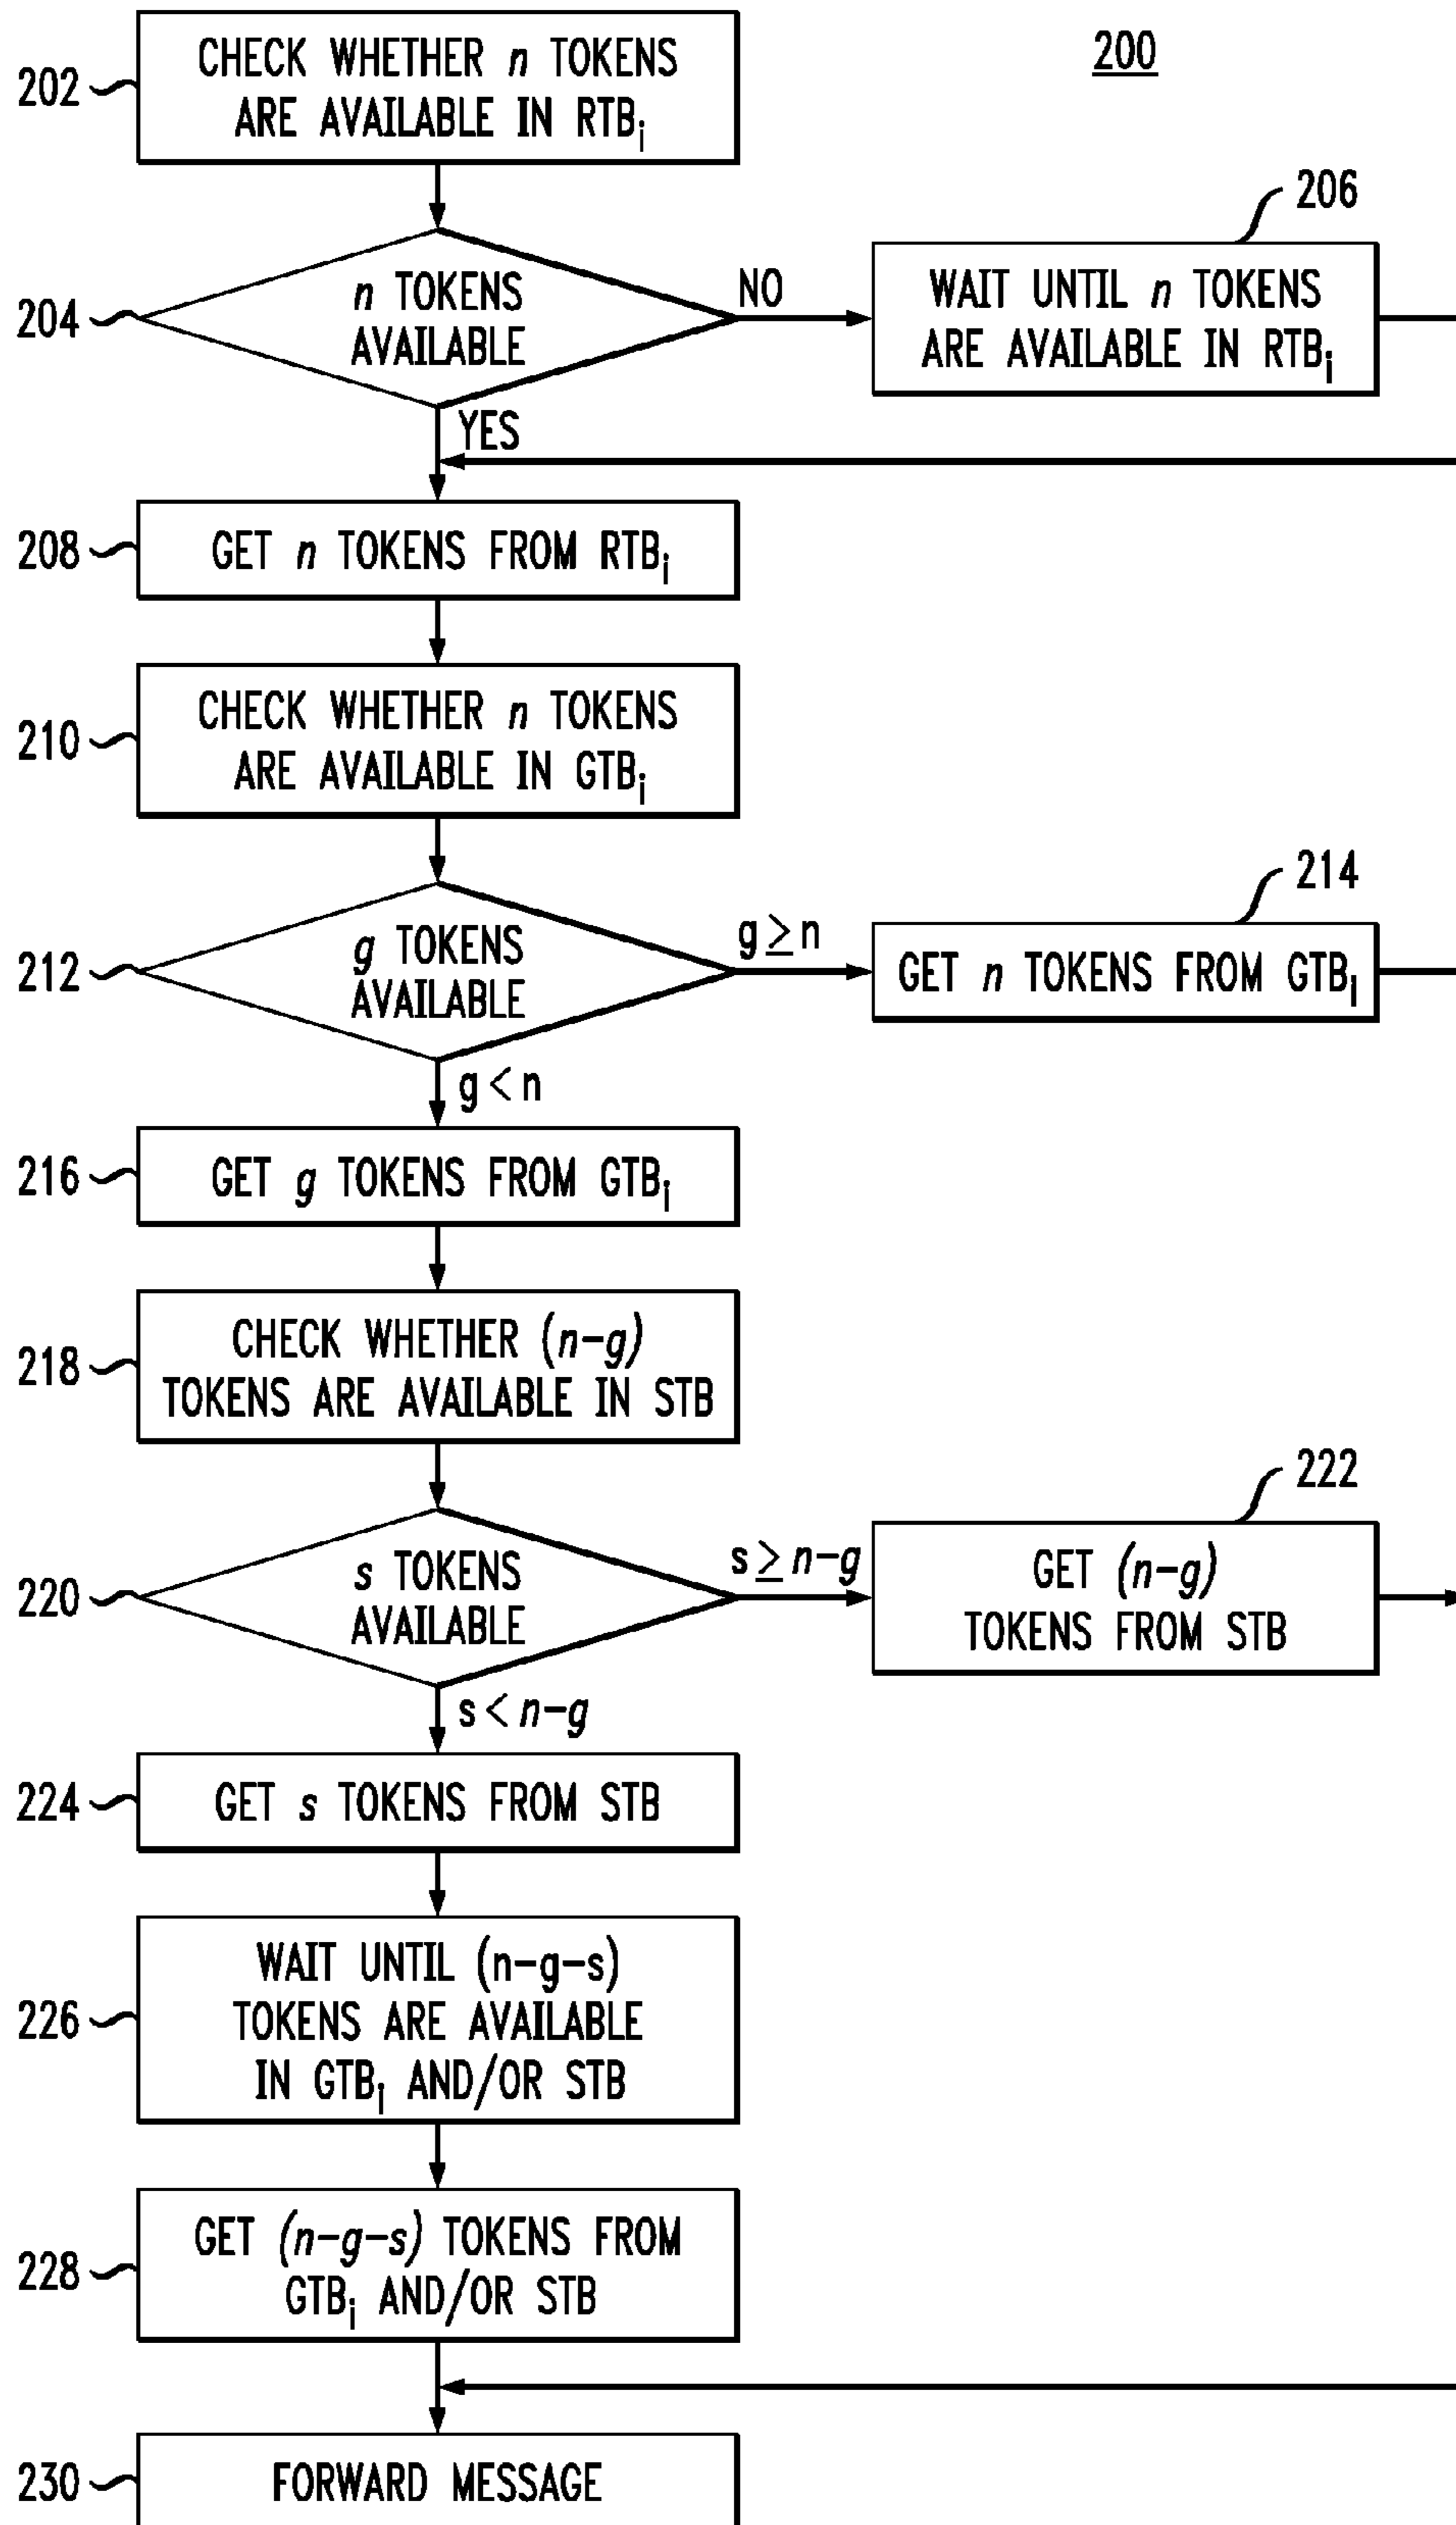 200
202
CHECK WHETHER n TOKENS
ARE AVAILABLE IN RTBi
204
n TOKENS
AVAILABLE
NO
206
WAIT UNTIL n TOKENS
ARE AVAILABLE IN RTBi
YES
208
GET n TOKENS FROM RTBi
210
CHECK WHETHER n TOKENS
ARE AVAILABLE IN GTBi
212
g TOKENS
AVAILABLE
g≥n
214
GET n TOKENS FROM GTBi
g<n
216
GET g TOKENS FROM GTBi
218
CHECK WHETHER (n-g)
TOKENS ARE AVAILABLE IN STB
220
s TOKENS
AVAILABLE
s≥n-g
222
GET (n-g)
TOKENS FROM STB
s<n-g
224
GET s TOKENS FROM STB
226
WAIT UNTIL (n-g-s)
TOKENS ARE AVAILABLE
IN GTBi AND/OR STB
228
GET (n-g-s) TOKENS FROM
GTBi AND/OR STB
230
FORWARD MESSAGE